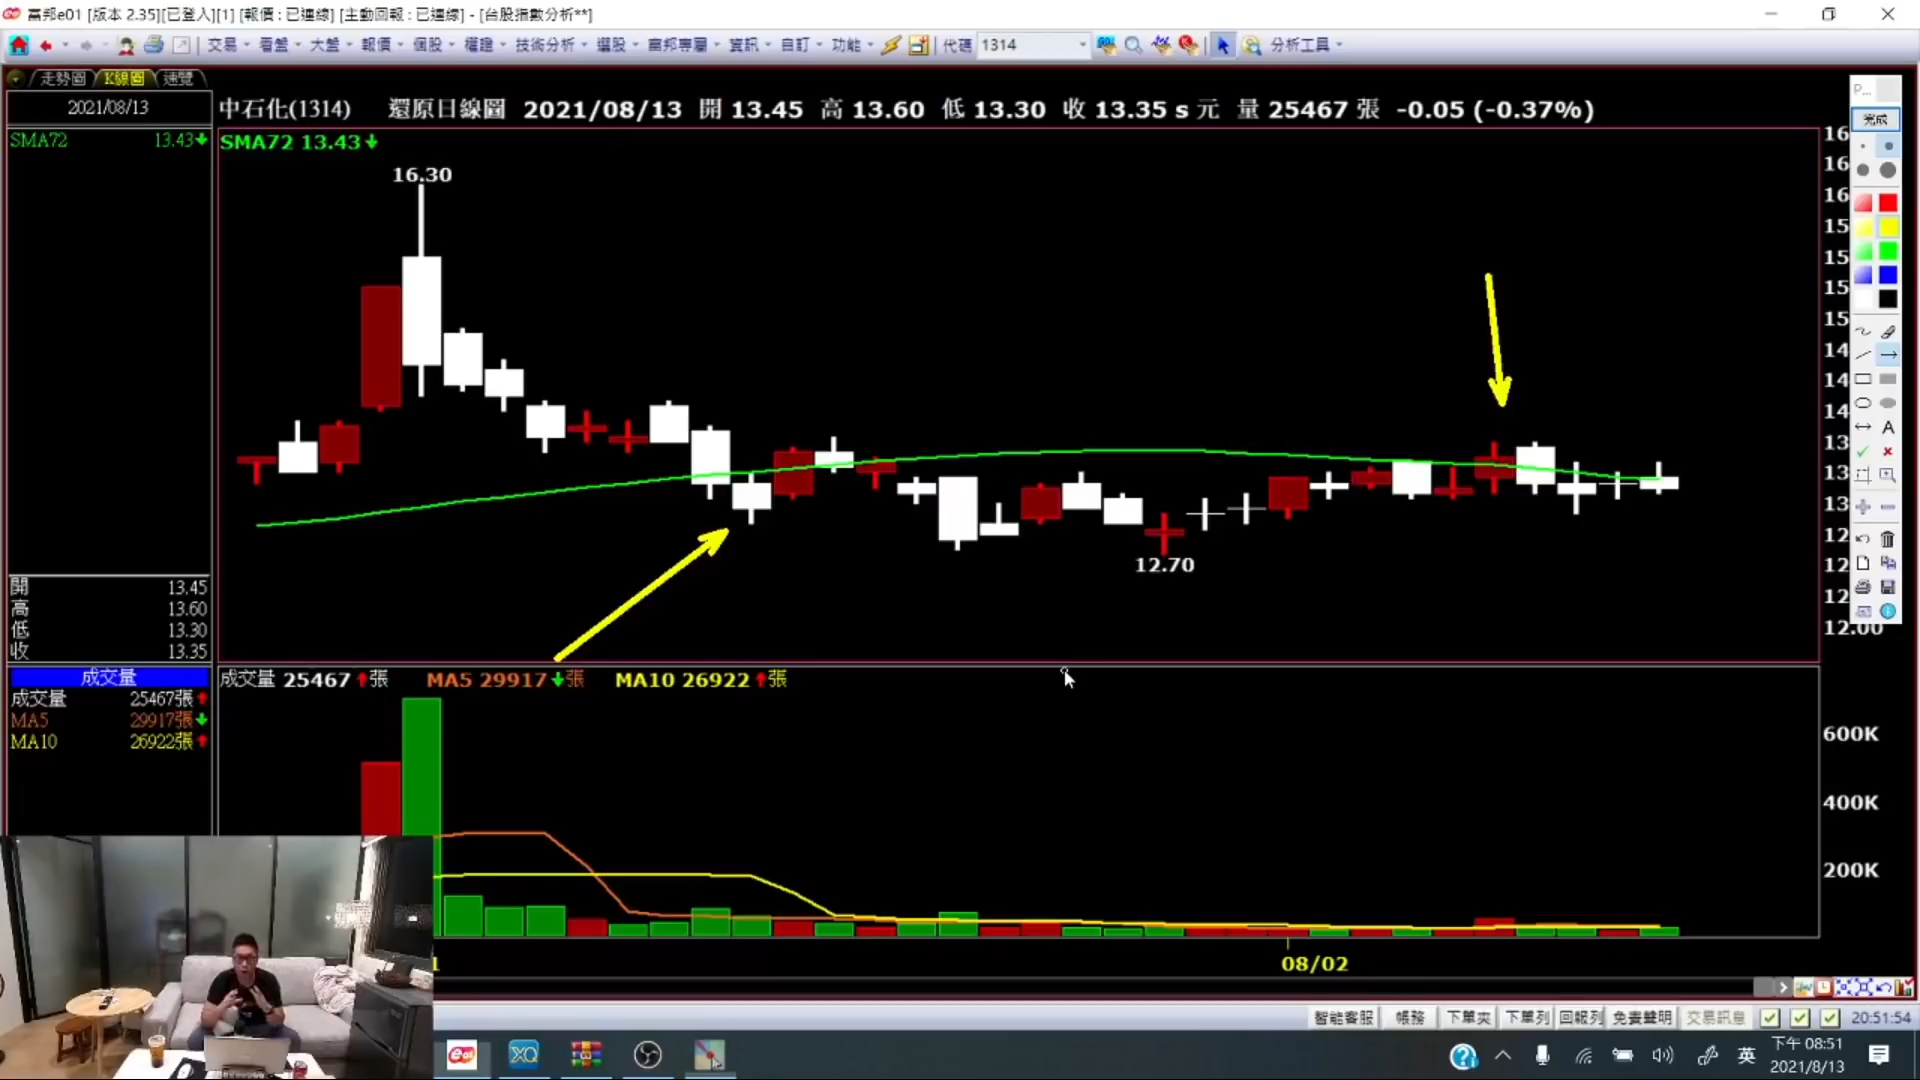 富邦e01 [版本 2.35][已登入][1] [報價 : 已連線] [主動回報 : 已連線] - [台股指數分析**]
交易 看盤 大盤 報價 個股 權證 技術分析 選股 富邦專屬 資訊 自訂 功能 代碼 1314 分析工具
走勢圖 K線圖 速覽
2021/08/13
中石化(1314) 還原日線圖 2021/08/13 開 13.45 高 13.60 低 13.30 收 13.35 s 元 量 25467 張 -0.05 (-0.37%)
SMA72 13.43
SMA72 13.43
16.30
12.70
12.00
P...
完成
A
開 13.45
高 13.60
低 13.30
收 13.35
成交量
成交量 25467張
MA5 29917張
MA10 26922張
成交量 25467 張 MA5 29917 張 MA10 26922 張
600K
400K
200K
1
08/02
智能客服 帳務 下單夾 下單列 回報列 免責聲明 交易訊息 20:51:54
e01 XQ
英
下午 08:51
2021/8/13